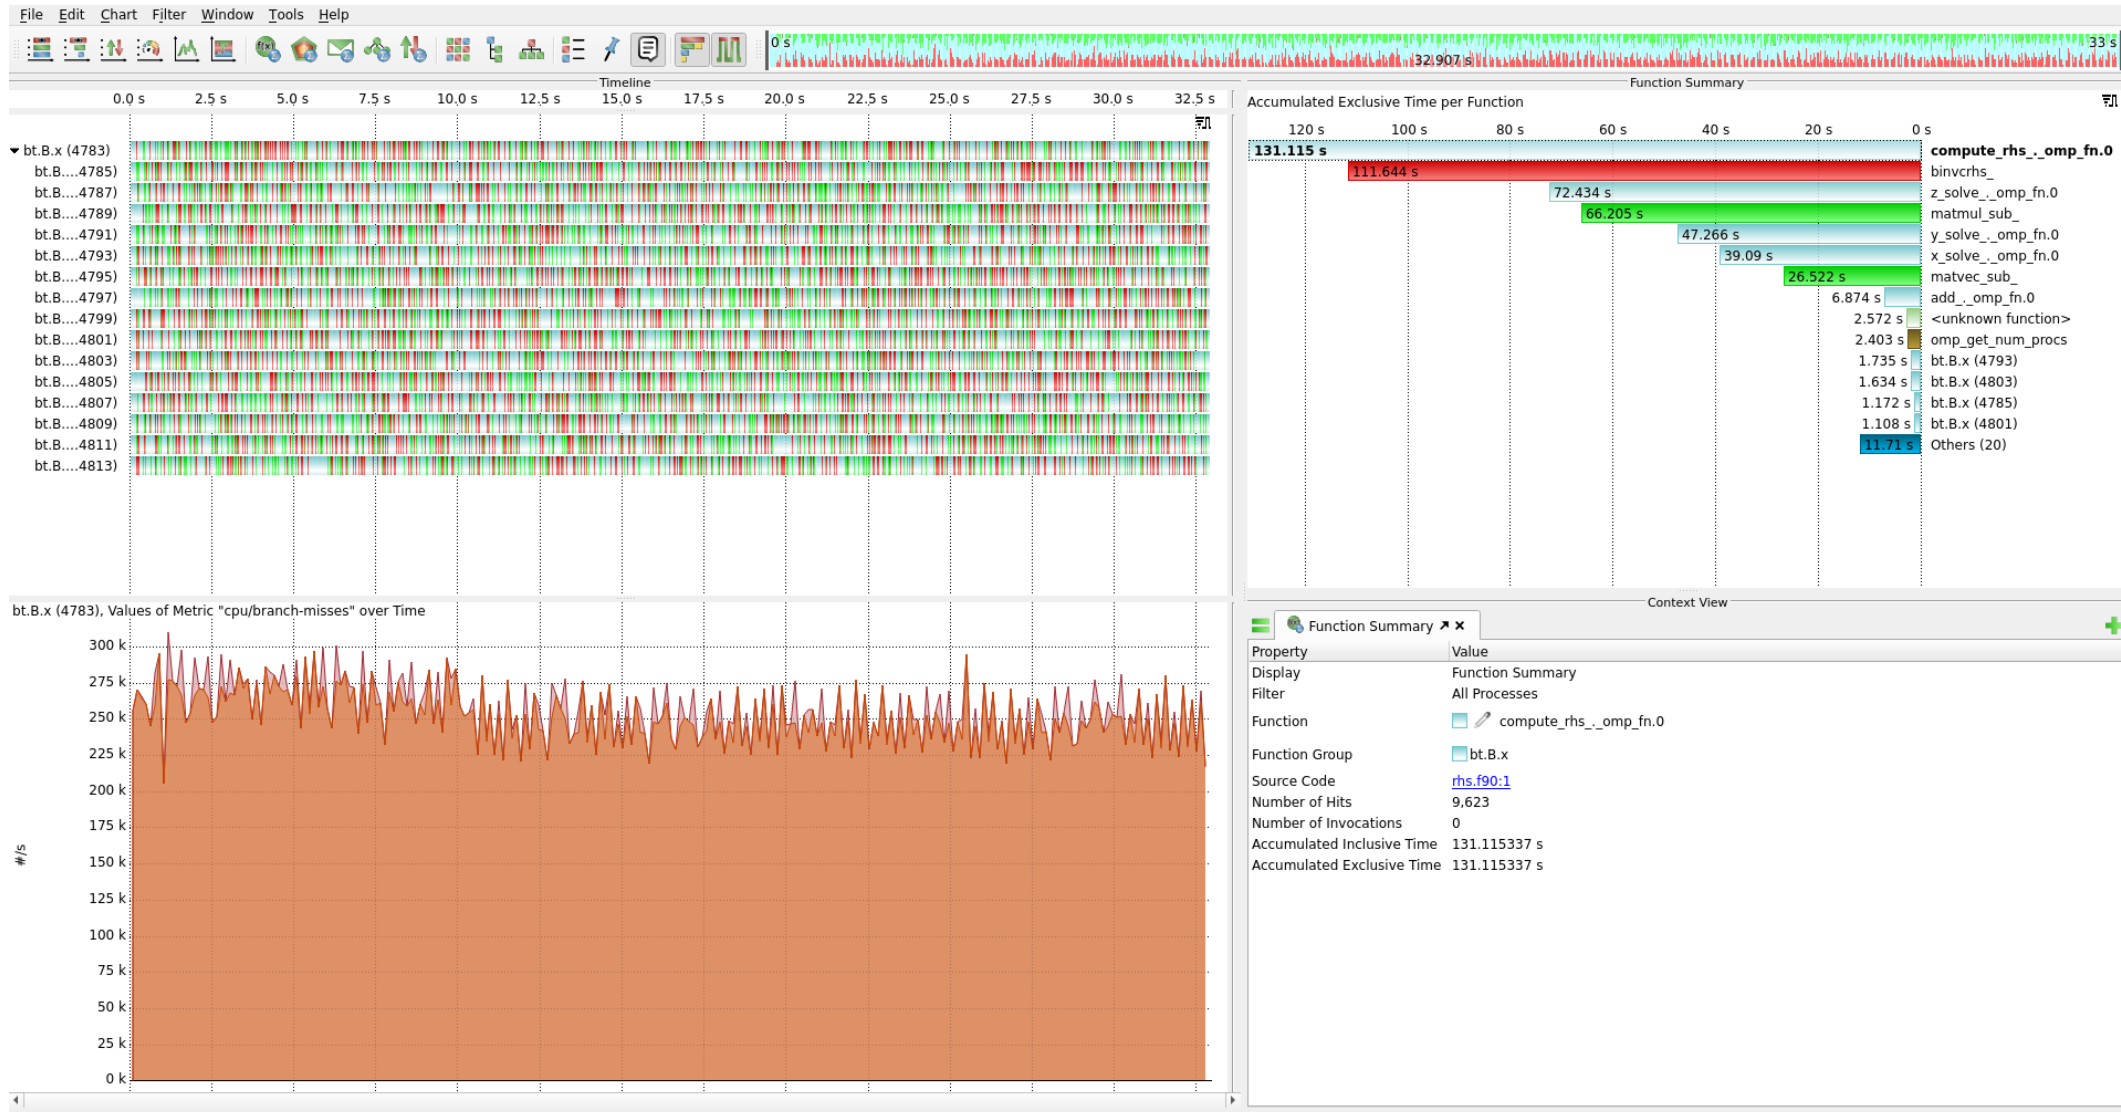 File Edit Chart Filter Window Tools Help
0 s 32.907 s 33 s
Timeline
0.0 s 2.5 s 5.0 s 7.5 s 10.0 s 12.5 s 15.0 s 17.5 s 20.0 s 22.5 s 25.0 s 27.5 s 30.0 s 32.5 s
bt.B.x (4783)
bt.B....4785)
bt.B....4787)
bt.B....4789)
bt.B....4791)
bt.B....4793)
bt.B....4795)
bt.B....4797)
bt.B....4799)
bt.B....4801)
bt.B....4803)
bt.B....4805)
bt.B....4807)
bt.B....4809)
bt.B....4811)
bt.B....4813)
bt.B.x (4783), Values of Metric "cpu/branch-misses" over Time
300 k
275 k
250 k
225 k
200 k
175 k
150 k
125 k
100 k
75 k
50 k
25 k
0 k
#/s
Function Summary
Accumulated Exclusive Time per Function
120 s 100 s 80 s 60 s 40 s 20 s 0 s
131.115 s compute_rhs_._omp_fn.0
111.644 s binvcrhs_
72.434 s z_solve_._omp_fn.0
66.205 s matmul_sub_
47.266 s y_solve_._omp_fn.0
39.09 s x_solve_._omp_fn.0
26.522 s matvec_sub_
6.874 s add_._omp_fn.0
2.572 s <unknown function>
2.403 s omp_get_num_procs
1.735 s bt.B.x (4793)
1.634 s bt.B.x (4803)
1.172 s bt.B.x (4785)
1.108 s bt.B.x (4801)
11.71 s Others (20)
Context View
Function Summary
Property Value
Display Function Summary
Filter All Processes
Function compute_rhs_._omp_fn.0
Function Group bt.B.x
Source Code rhs.f90:1
Number of Hits 9,623
Number of Invocations 0
Accumulated Inclusive Time 131.115337 s
Accumulated Exclusive Time 131.115337 s